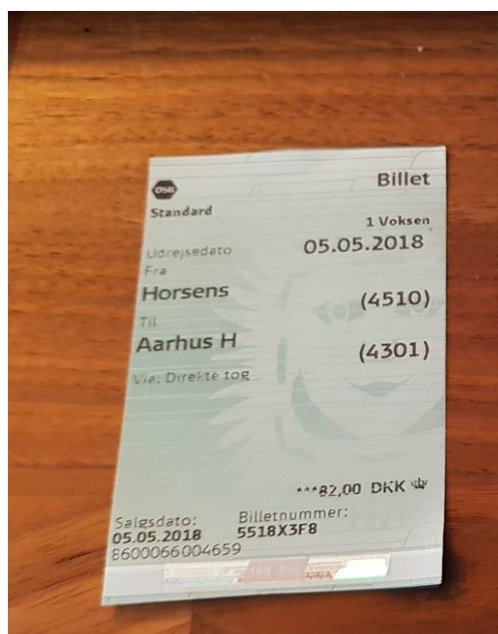 DSB
Billet
Standard
1 Voksen
Udrejsedato 05.05.2018
Fra
Horsens (4510)
Til
Aarhus H (4301)
Via: Direkte tog
***82,00 DKK
Salgsdato: Billetnummer:
05.05.2018 5518X3F8
8600066004659